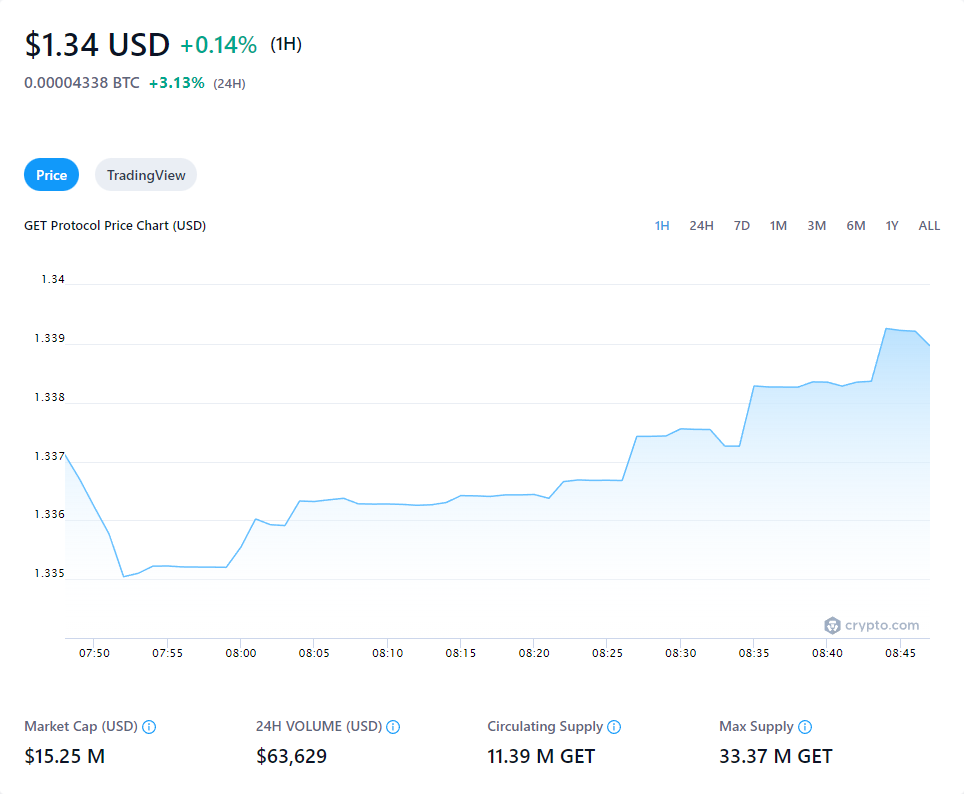 $1.34 USD +0.14% (1H)
0.00004338 BTC +3.13% (24H)
Price TradingView
GET Protocol Price Chart (USD)
1H 24H 7D 1M 3M 6M 1Y ALL
1.34
1.339
1.338
1.337
1.336
1.335
crypto.com
07:50 07:55 08:00 08:05 08:10 08:15 08:20 08:25 08:30 08:35 08:40 08:45
Market Cap (USD) 24H VOLUME (USD) Circulating Supply Max Supply
$15.25 M $63,629 11.39 M GET 33.37 M GET